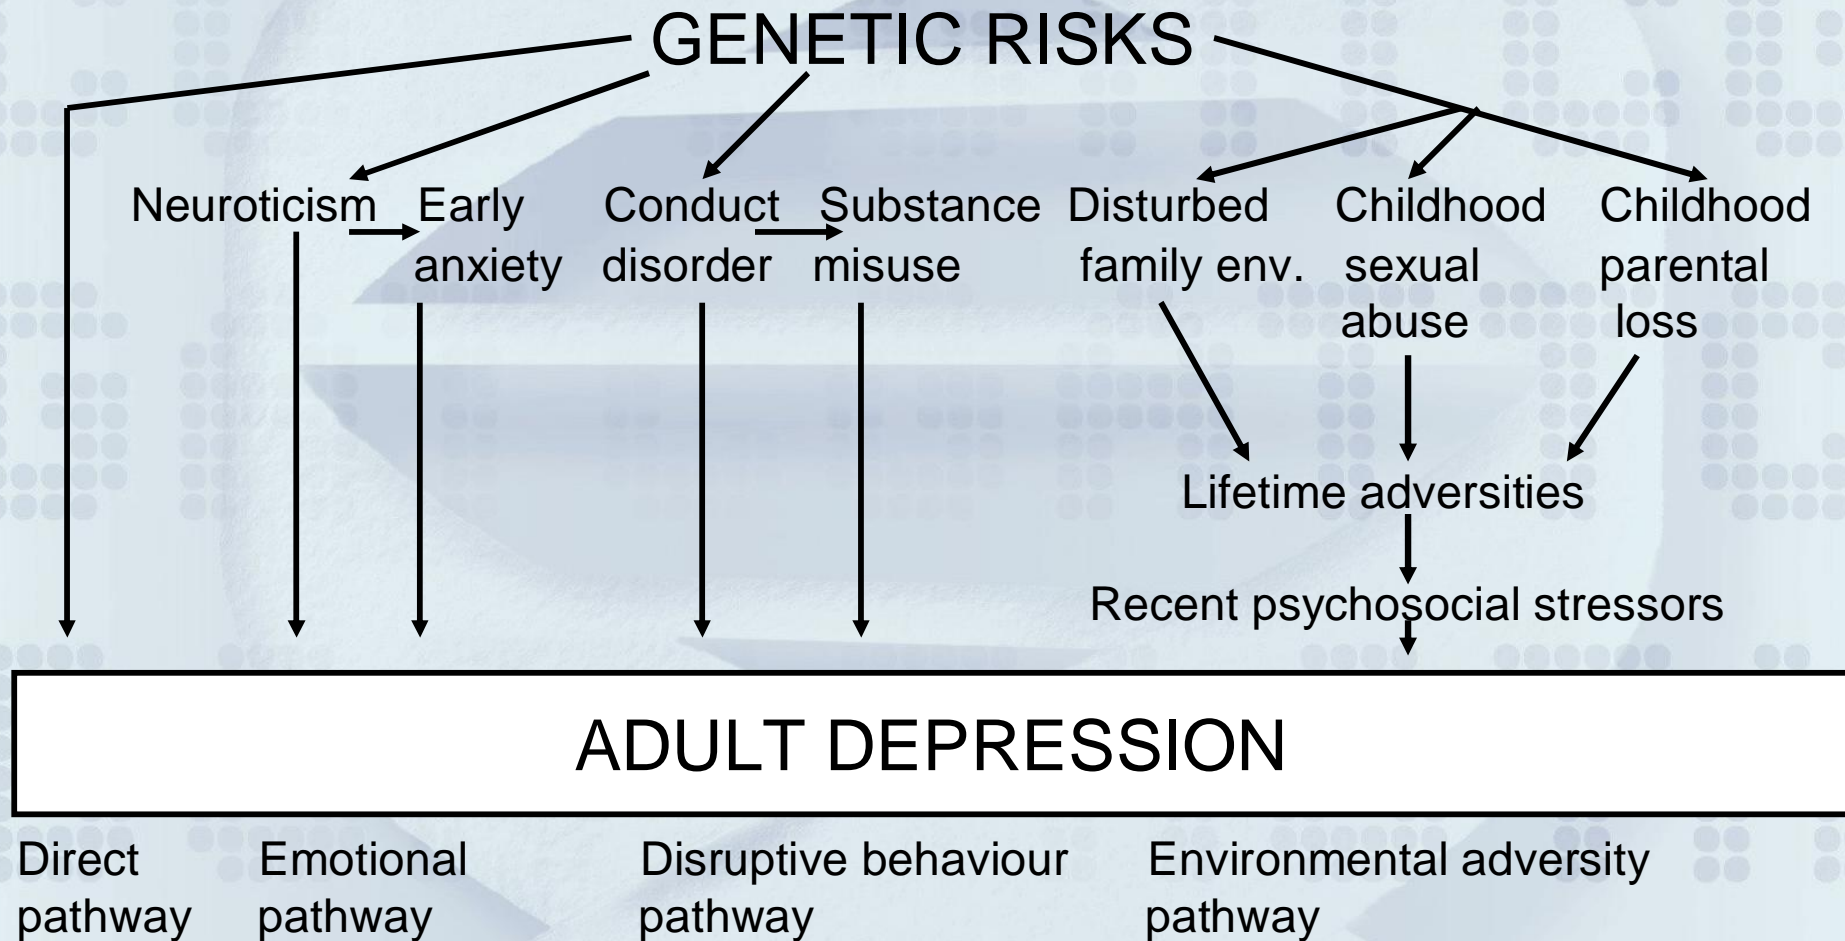 GENETIC RISKS
Neuroticism
Early
anxiety
Conduct
disorder
Substance
misuse
Disturbed
family env.
Childhood
sexual
abuse
Childhood
parental
loss
Lifetime adversities
Recent psychosocial stressors
ADULT DEPRESSION
Direct
pathway
Emotional
pathway
Disruptive behaviour
pathway
Environmental adversity
pathway